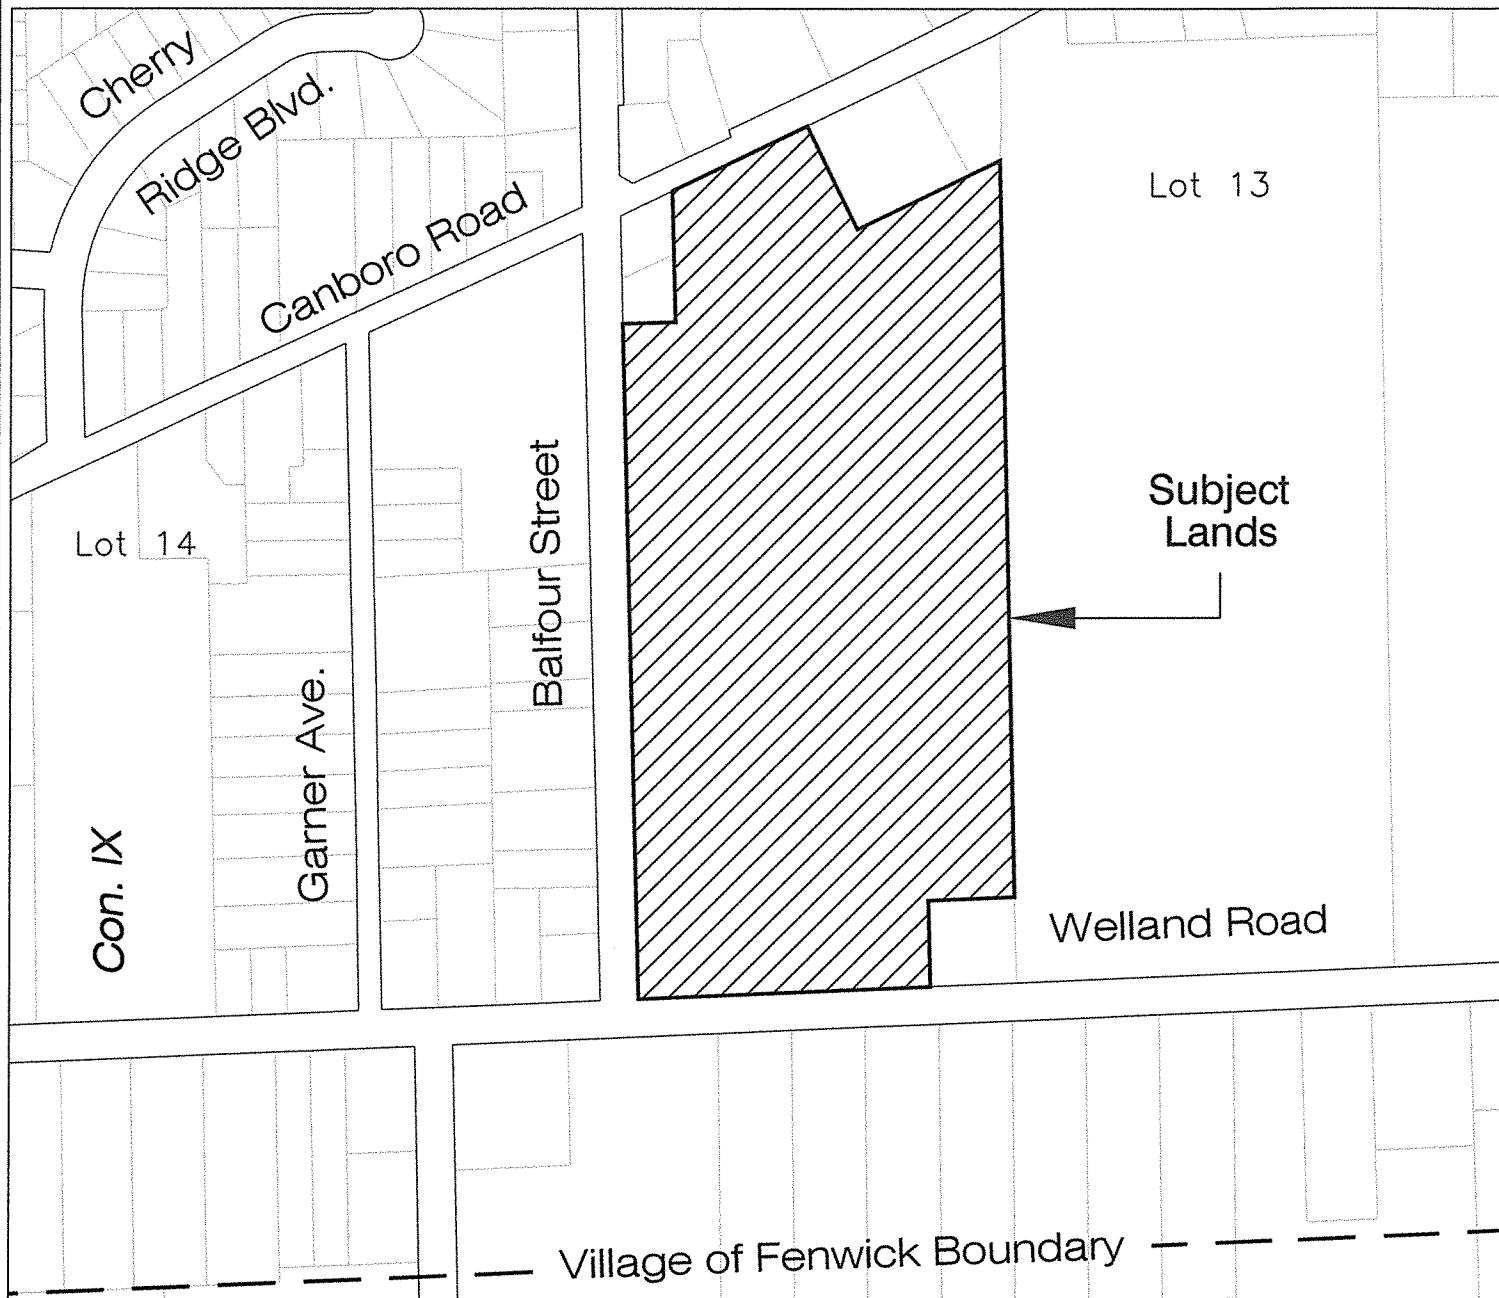 Cherry
Ridge Blvd.
Canboro Road
Lot 13
Balfour Street
Subject
Lands
Lot 14
Garner Ave.
Con. IX
Welland Road
Village of Fenwick Boundary